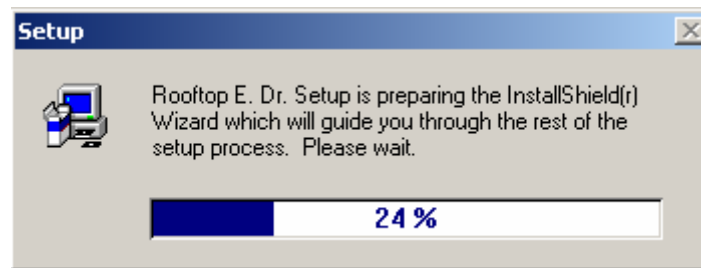 Setup
Rooftop E. Dr. Setup is preparing the InstallShield(r)
Wizard which will guide you through the rest of the
setup process.  Please wait.
24 %